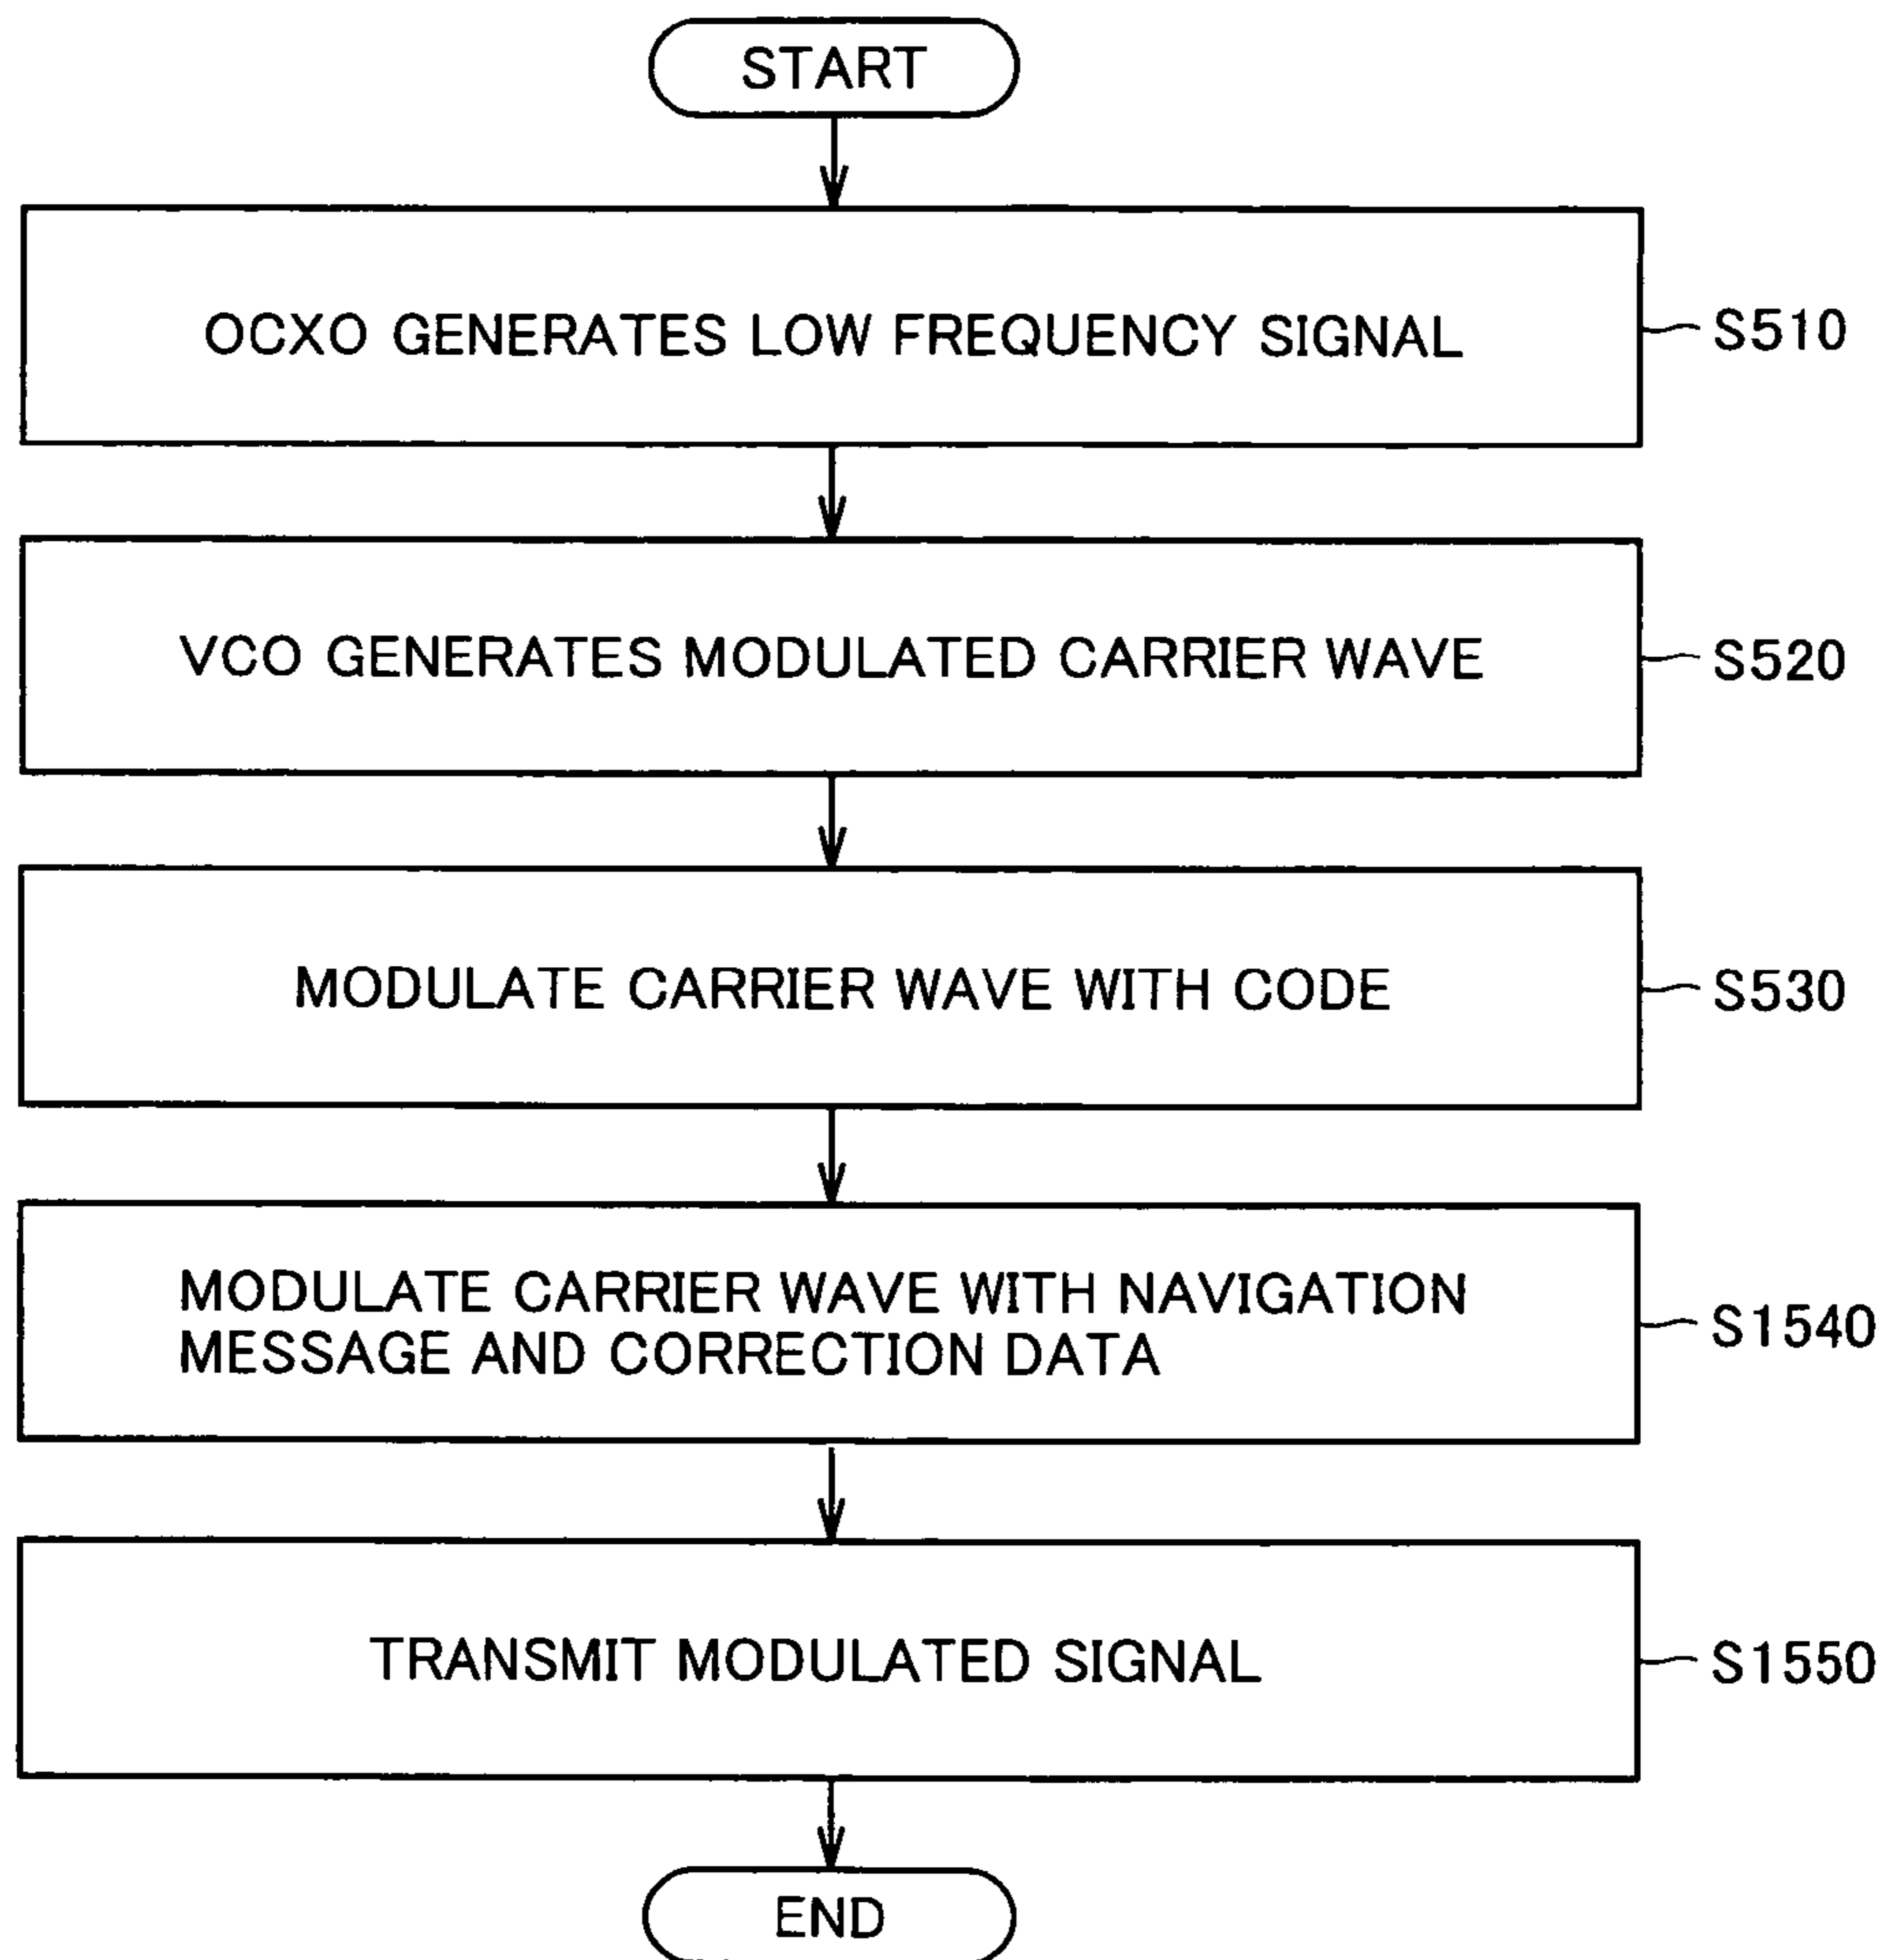 START
OCXO GENERATES LOW FREQUENCY SIGNAL
S510
VCO GENERATES MODULATED CARRIER WAVE
S520
MODULATE CARRIER WAVE WITH CODE
S530
MODULATE CARRIER WAVE WITH NAVIGATION
MESSAGE AND CORRECTION DATA
S1540
TRANSMIT MODULATED SIGNAL
S1550
END